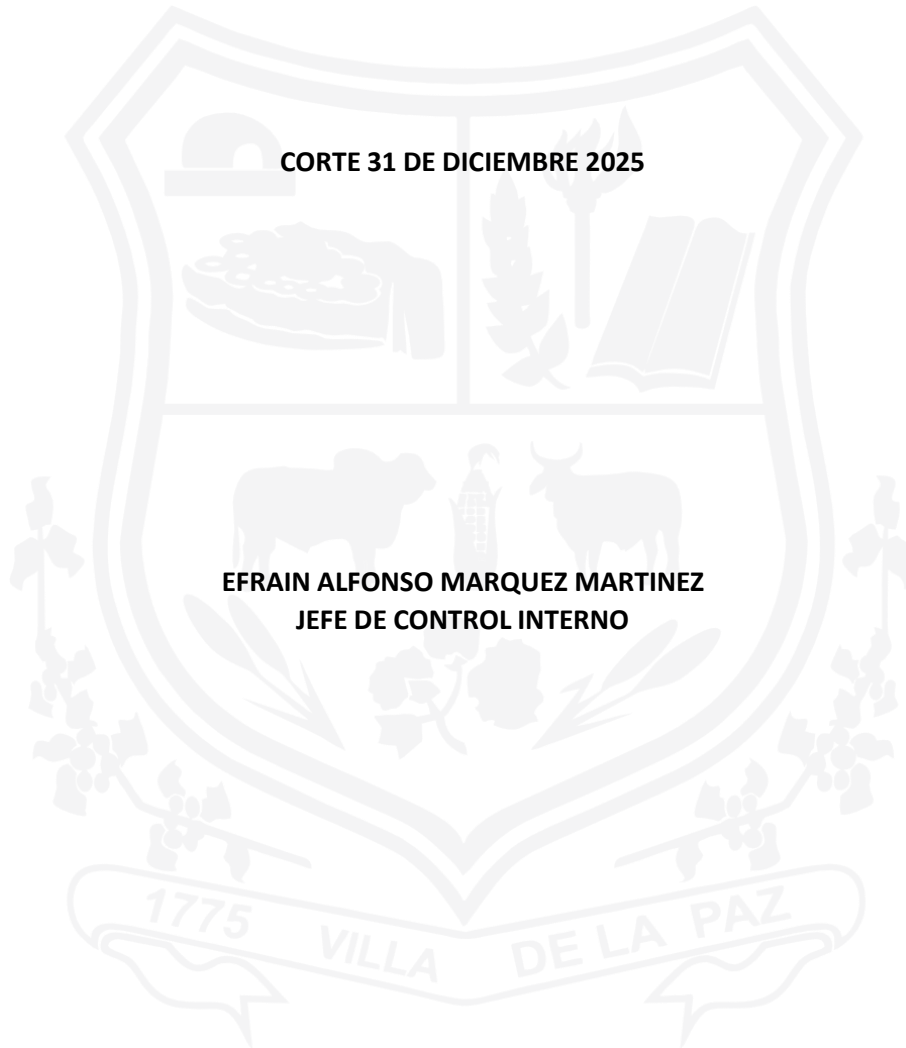 CORTE 31 DE DICIEMBRE 2025
EFRAIN ALFONSO MARQUEZ MARTINEZ
JEFE DE CONTROL INTERNO
1775 VILLA DE LA PAZ